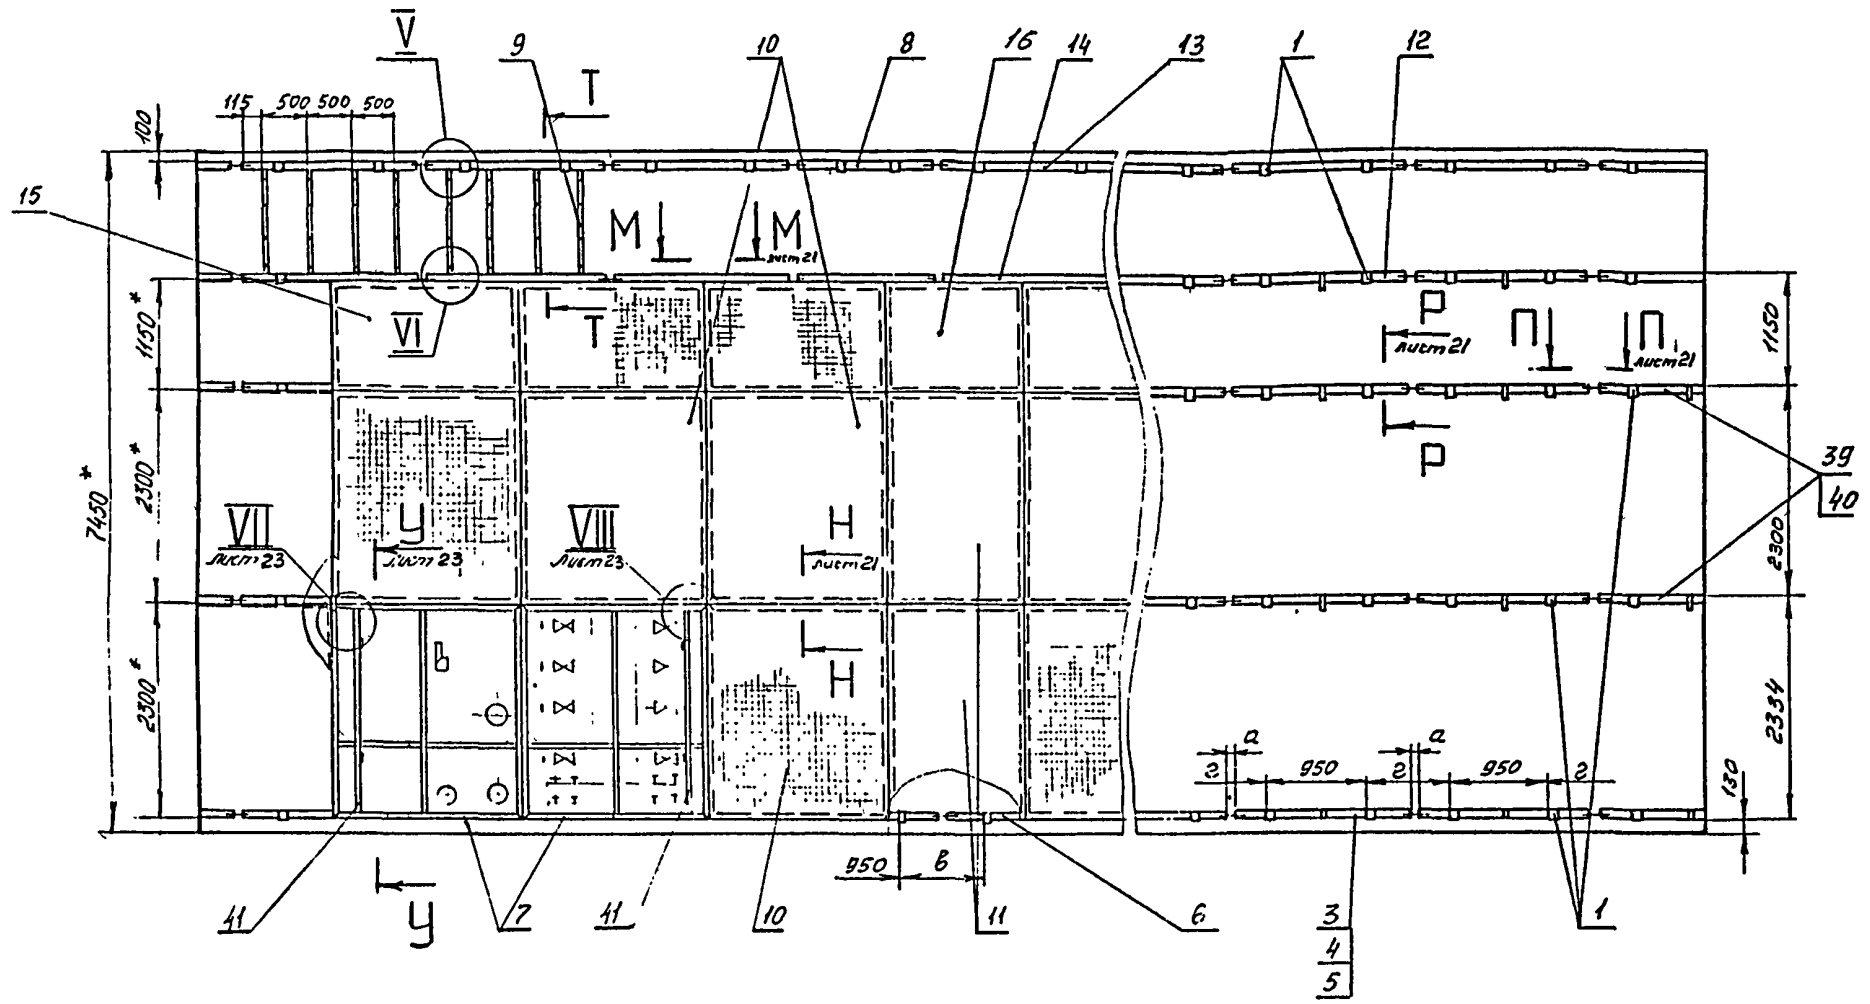 V
9
10
8
16
14
13
1
12
T
115
500
500
500
100
15
М
М
лист 21
1150*
VI
T
Р
лист 21
П
П
лист 21
1150
7450*
2300*
Р
39
40
VII
лист 23
У
лист 23
VIII
лист 23
Н
лист 21
2300
2300*
Н
2334
а
а
г
950
г
950
г
130
950
в
41
У
7
41
10
11
6
3
4
5
1